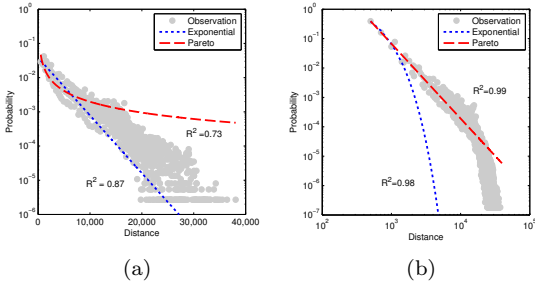 10^0
10^-1
10^-2
10^-3
10^-4
10^-5
10^-6
Probability
0
10,000
20,000
30,000
40,000
Distance
Observation
Exponential
Pareto
R^2=0.73
R^2 = 0.87
(a)
10^0
10^-1
10^-2
10^-3
10^-4
10^-5
10^-6
10^-7
Probability
10^2
10^3
10^4
10^5
Distance
Observation
Exponential
Pareto
R^2=0.99
R^2=0.98
(b)